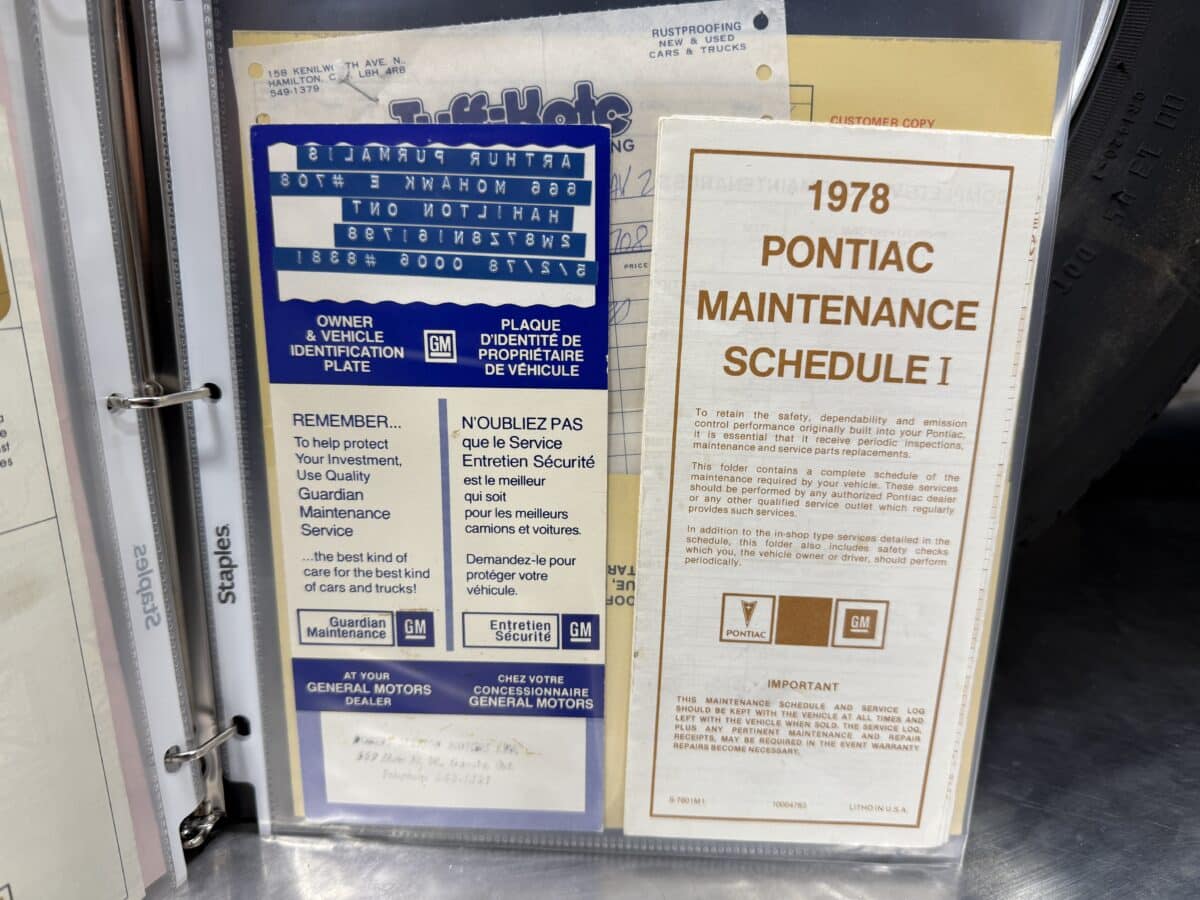 158 KENILWORTH AVE. N.,
HAMILTON,
L8H 4R6
549-1379
RUSTPROOFING
NEW & USED
CARS & TRUCKS
Tuff-Kote
CUSTOMER COPY
PRICE
ARTHUR PURMALIS
666 MOHAWK E #708
HAMILTON ONT
2W87Z8N161798
5/2/78 0006 #8381
OWNER
& VEHICLE
IDENTIFICATION
PLATE
GM
PLAQUE
D'IDENTITÉ DE
PROPRIÉTAIRE
DE VÉHICULE
REMEMBER...
To help protect
Your Investment,
Use Quality
Guardian
Maintenance
Service
...the best kind of
care for the best kind
of cars and trucks!
Guardian
Maintenance
GM
N'OUBLIEZ PAS
que le Service
Entretien Sécurité
est le meilleur
qui soit
pour les meilleurs
camions et voitures.
Demandez-le pour
protéger votre
véhicule.
Entretien
Sécurité
GM
AT YOUR
GENERAL MOTORS
DEALER
CHEZ VOTRE
CONCESSIONNAIRE
GENERAL MOTORS
1978
PONTIAC
MAINTENANCE
SCHEDULE I
To retain the safety, dependability and emission
control performance originally built into your Pontiac,
it is essential that it receive periodic inspections,
maintenance and service parts replacements.
This folder contains a complete schedule of the
maintenance required by your vehicle. These services
should be performed by any authorized Pontiac dealer
or any other qualified service outlet which regularly
provides such services.
In addition to the in-shop type services detailed in the
schedule, this folder also includes safety checks
which you, the vehicle owner or driver, should perform
periodically.
PONTIAC
GM
IMPORTANT
THIS MAINTENANCE SCHEDULE AND SERVICE LOG
SHOULD BE KEPT WITH THE VEHICLE AT ALL TIMES AND
LEFT WITH THE VEHICLE WHEN SOLD. THE SERVICE LOG,
PLUS ANY PERTINENT MAINTENANCE AND REPAIR
RECEIPTS, MAY BE REQUIRED IN THE EVENT WARRANTY
REPAIRS BECOME NECESSARY.
S-7801M1
10004763
LITHO IN U.S.A.
Staples
Staples
DOT